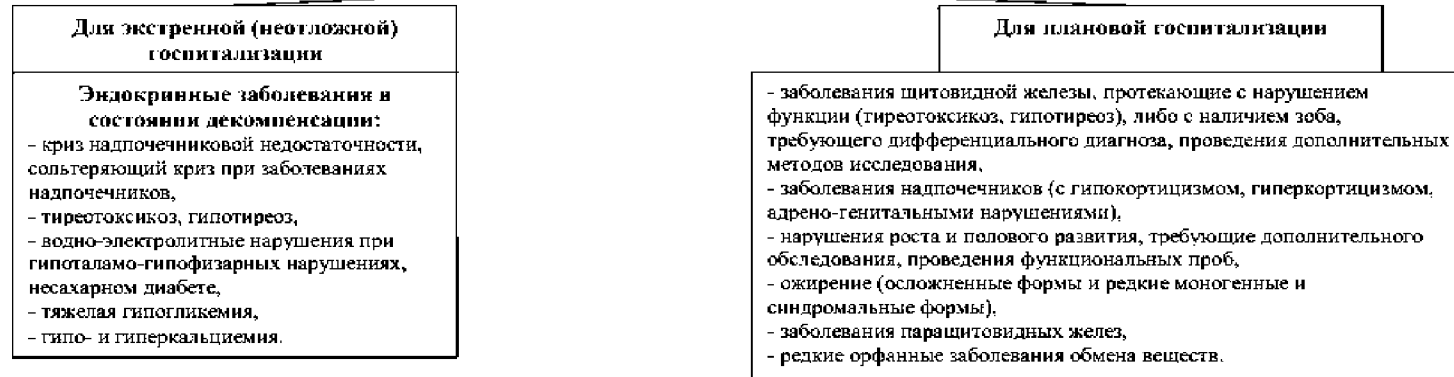 Для экстренной (неотложной)
госпитализации
Эндокринные заболевания в
состоянии декомпенсации:
- криз надпочечниковой недостаточности,
сольтеряющий криз при заболеваниях
надпочечников,
- тиреотоксикоз, гипотиреоз,
- водно-электролитные нарушения при
гипоталамо-гипофизарных нарушениях,
несахарном диабете,
- тяжелая гипогликемия,
- гипо- и гиперкальциемия.
Для плановой госпитализации
- заболевания щитовидной железы, протекающие с нарушением
функции (тиреотоксикоз, гипотиреоз), либо с наличием зоба,
требующего дифференциального диагноза, проведения дополнительных
методов исследования,
- заболевания надпочечников (с гипокортицизмом, гиперкортицизмом,
адрено-генитальными нарушениями),
- нарушения роста и полового развития, требующие дополнительного
обследования, проведения функциональных проб,
- ожирение (осложненные формы и редкие моногенные и
синдромальные формы),
- заболевания паращитовидных желез,
- редкие орфанные заболевания обмена веществ.